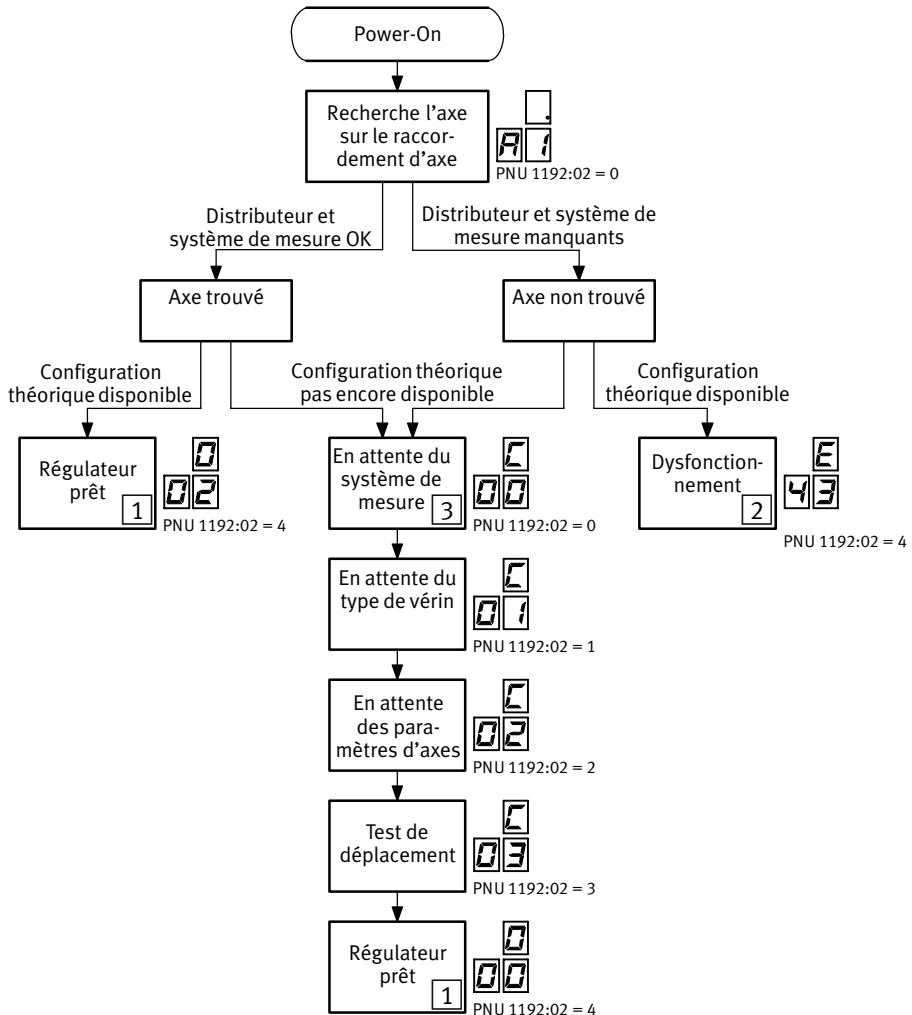 Power-On
Recherche l'axe
sur le raccor-
dement d'axe
.
A1
PNU 1192:02 = 0
Distributeur et
système de mesure OK
Distributeur et système de
mesure manquants
Axe trouvé
Axe non trouvé
Configuration
théorique disponible
Configuration théorique
pas encore disponible
Configuration
théorique disponible
Régulateur
prêt
1
0
02
PNU 1192:02 = 4
En attente du
système de
mesure
3
C
00
PNU 1192:02 = 0
Dysfonction-
nement
2
E
43
PNU 1192:02 = 4
En attente du
type de vérin
C
01
PNU 1192:02 = 1
En attente
des para-
mètres d'axes
C
02
PNU 1192:02 = 2
Test de
déplacement
C
03
PNU 1192:02 = 3
Régulateur
prêt
1
0
00
PNU 1192:02 = 4